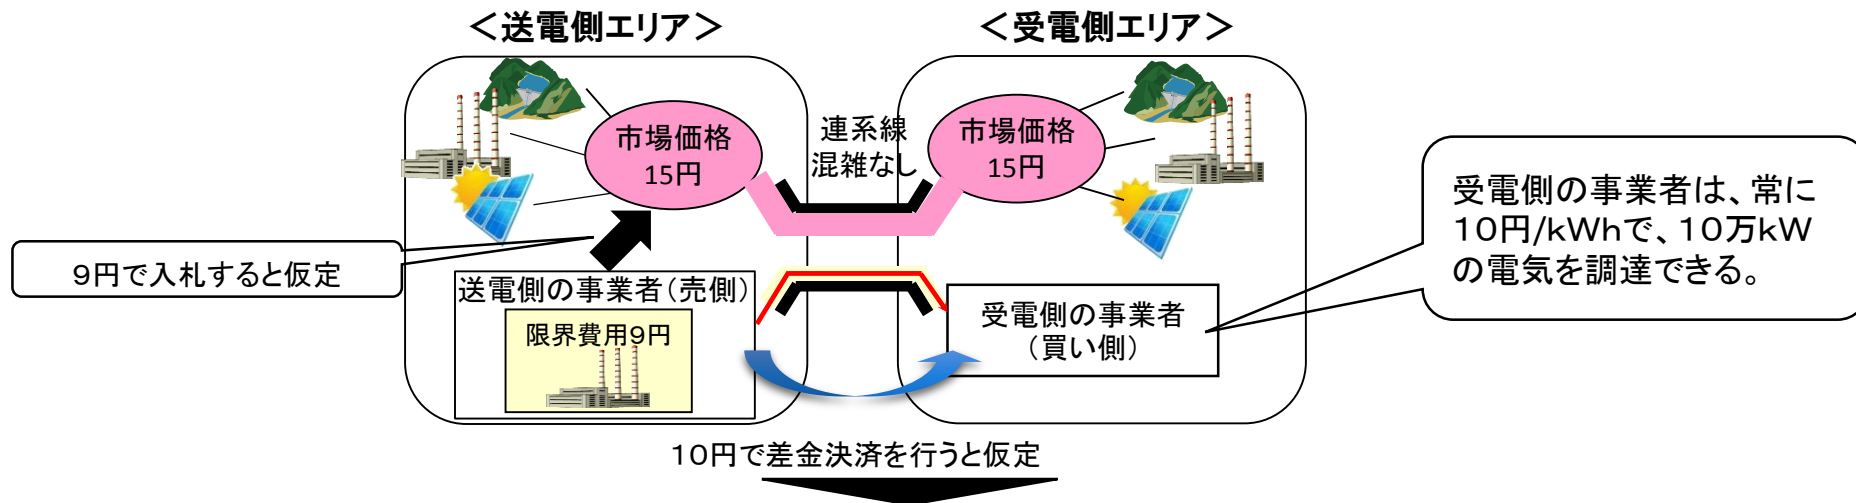 ＜送電側エリア＞
＜受電側エリア＞
市場価格
15円
連系線
混雑なし
市場価格
15円
受電側の事業者は、常に
１０円/kWhで、１０万kW
の電気を調達できる。
９円で入札すると仮定
送電側の事業者（売側）
限界費用９円
受電側の事業者
（買い側）
１０円で差金決済を行うと仮定